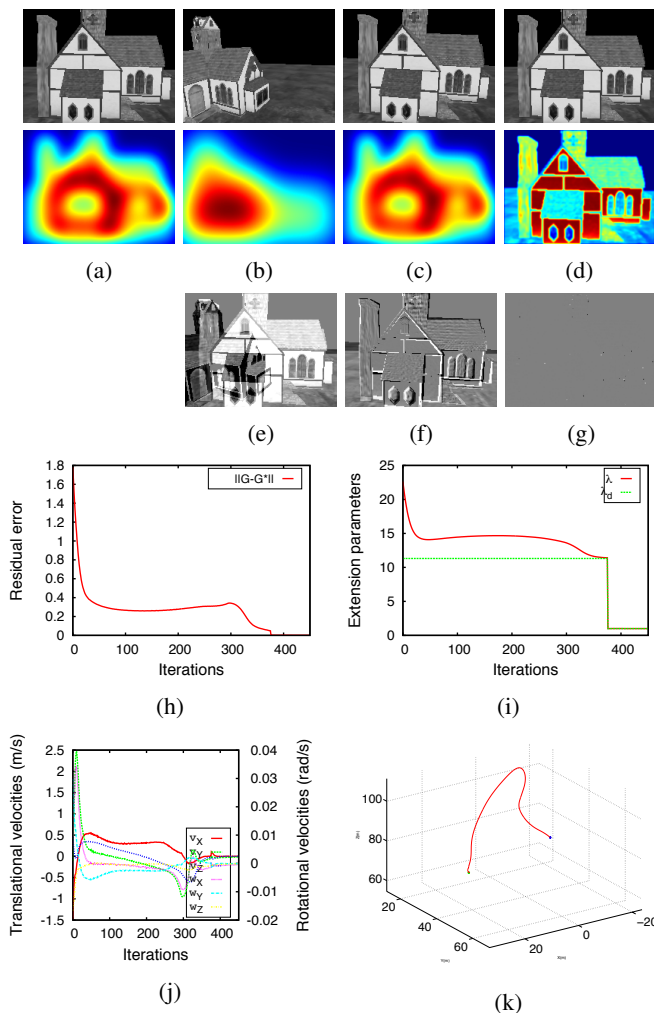 (a) (b) (c) (d)
(e) (f) (g)
1.8
1.6
1.4
1.2
1
0.8
0.6
0.4
0.2
0
0 100 200 300 400
Residual error
Iterations
||G-G*||
(h)
25
20
15
10
5
0
0 100 200 300 400
Extension parameters
Iterations
λ
λd
(i)
2.5
2
1.5
1
0.5
0
-0.5
-1
-1.5
0 100 200 300 400
0.04
0.03
0.02
0.01
0
-0.01
-0.02
Translational velocities (m/s)
Rotational velocities (rad/s)
Iterations
vX
vY
vZ
wX
wY
wZ
(j)
100
80
60
20
40
60
20
0
-20
Z(m)
Y(m)
X(m)
(k)